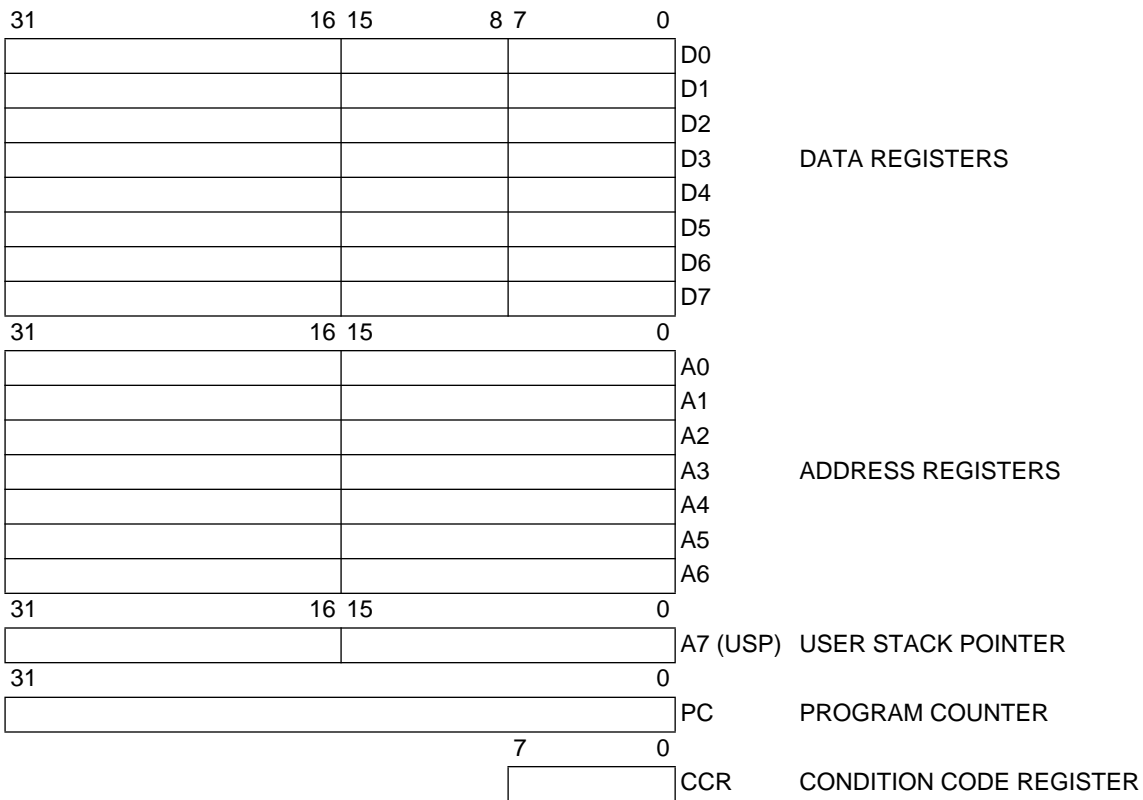 31 16 15 8 7 0
D0
D1
D2
D3 DATA REGISTERS
D4
D5
D6
D7
31 16 15 0
A0
A1
A2
A3 ADDRESS REGISTERS
A4
A5
A6
31 16 15 0
A7 (USP) USER STACK POINTER
31 0
PC PROGRAM COUNTER
7 0
CCR CONDITION CODE REGISTER